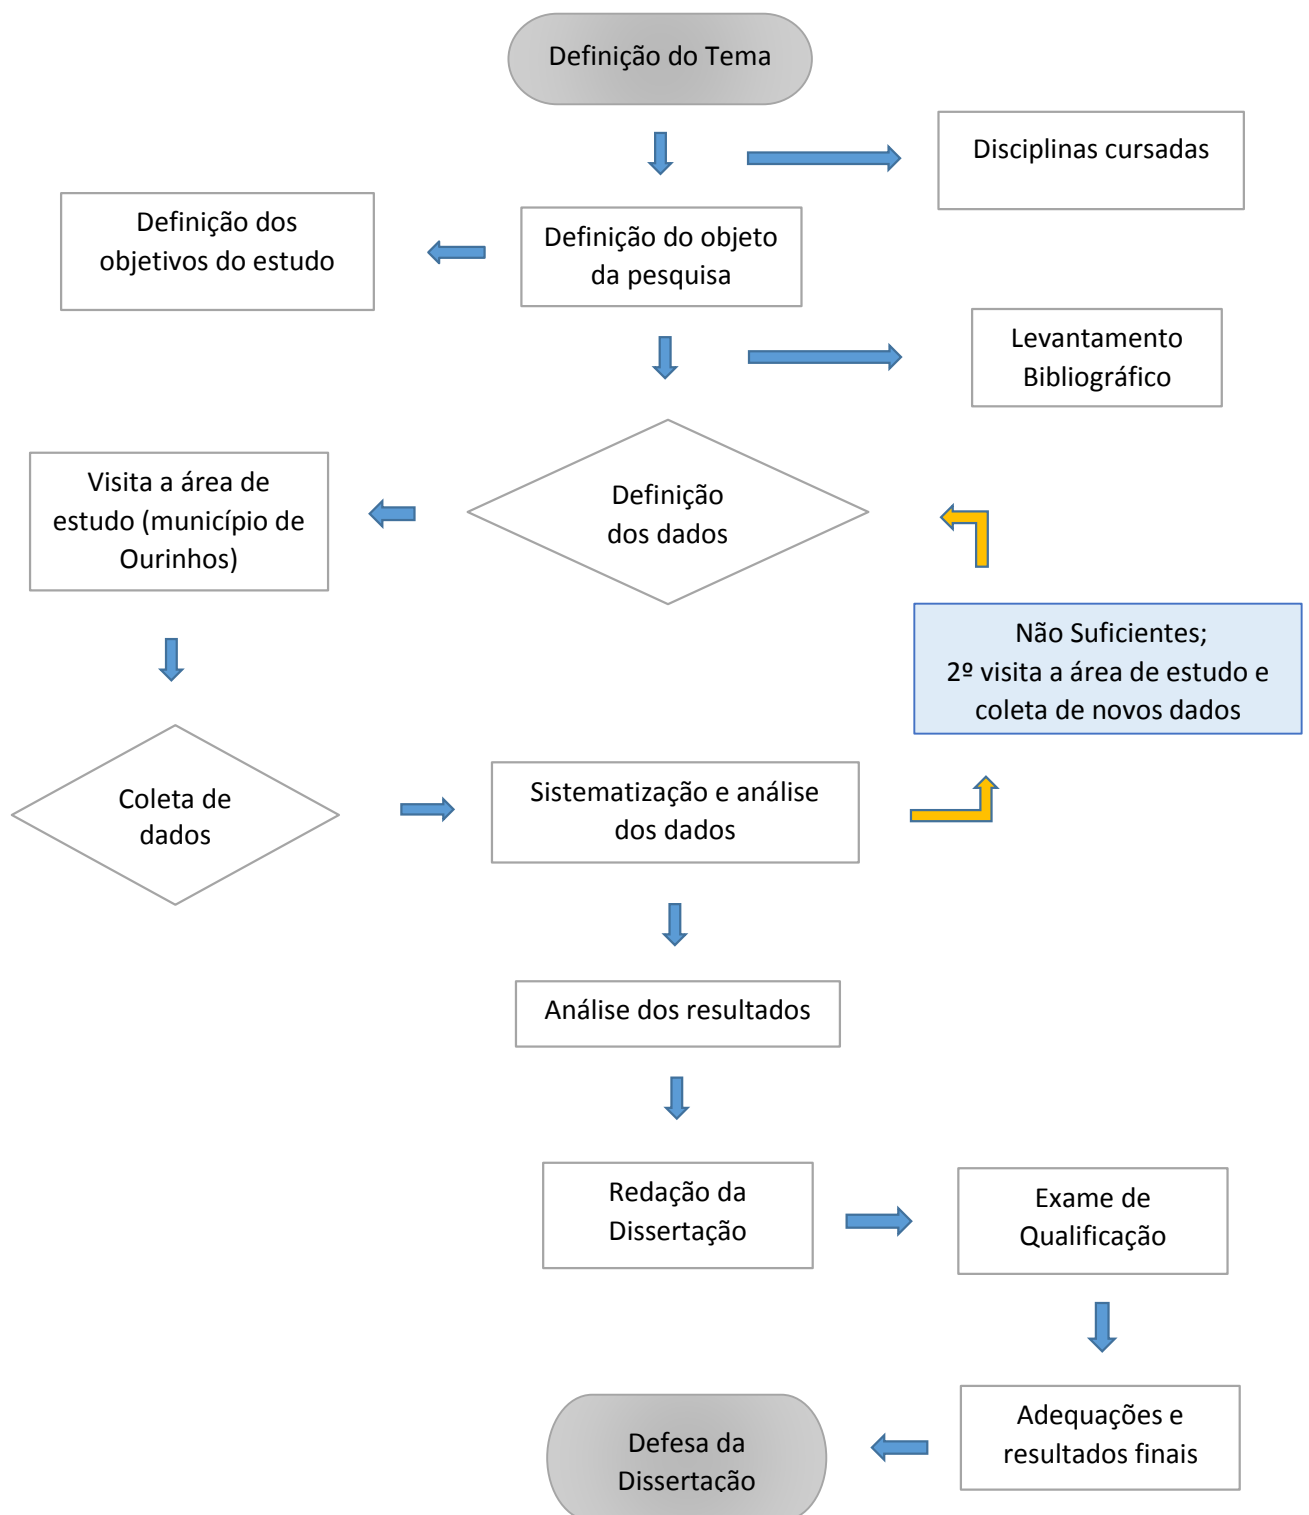 Definição do Tema
Disciplinas cursadas
Definição dos
objetivos do estudo
Definição do objeto
da pesquisa
Levantamento
Bibliográfico
Visita a área de
estudo (município de
Ourinhos)
Definição
dos dados
Não Suficientes;
2º visita a área de estudo e
coleta de novos dados
Coleta de
dados
Sistematização e análise
dos dados
Análise dos resultados
Redação da
Dissertação
Exame de
Qualificação
Adequações e
resultados finais
Defesa da
Dissertação